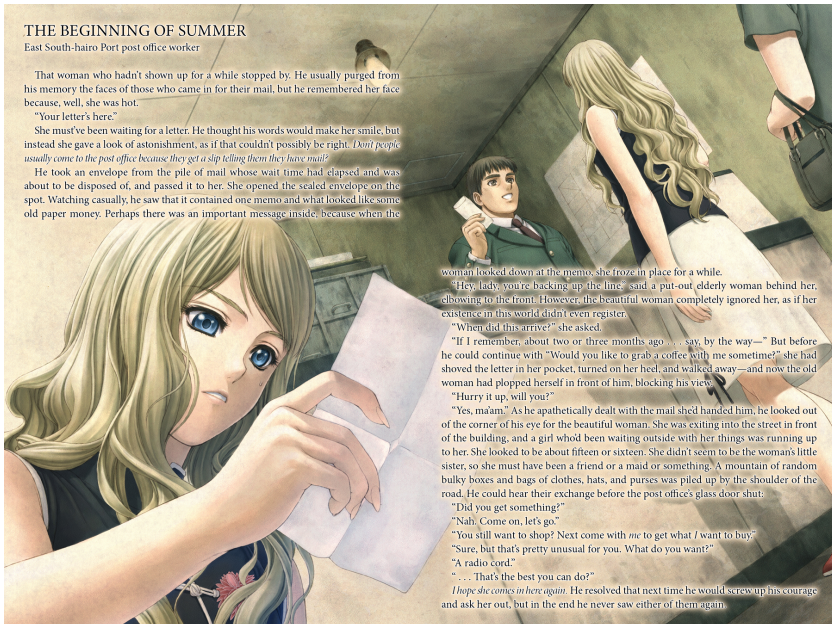 THE BEGINNING OF SUMMER
East South-hairo Port post office worker
That woman who hadn't shown up for a while stopped by. He usually purged from
his memory the faces of those who came in for their mail, but he remembered her face
because, well, she was hot.
“Your letter's here.”
She must've been waiting for a letter. He thought his words would make her smile, but
instead she gave a look of astonishment, as if that couldn't possibly be right. Don't people
usually come to the post office because they get a slip telling them they have mail?
He took an envelope from the pile of mail whose wait time had elapsed and was
about to be disposed of, and passed it to her. She opened the sealed envelope on the
spot. Watching casually, he saw that it contained one memo and what looked like some
old paper money. Perhaps there was an important message inside, because when the
woman looked down at the memo, she froze in place for a while.
“Hey, lady, you're backing up the line,” said a put-out elderly woman behind her,
elbowing to the front. However, the beautiful woman completely ignored her, as if her
existence in this world didn't even register.
“When did this arrive?” she asked.
“If I remember, about two or three months ago . . . say, by the way—” But before
he could continue with “Would you like to grab a coffee with me sometime?” she had
shoved the letter in her pocket, turned on her heel, and walked away—and now the old
woman had plopped herself in front of him, blocking his view.
“Hurry it up, will you?”
“Yes, ma'am.” As he apathetically dealt with the mail she'd handed him, he looked out
of the corner of his eye for the beautiful woman. She was exiting into the street in front
of the building, and a girl who'd been waiting outside with her things was running up
to her. She looked to be about fifteen or sixteen. She didn't seem to be the woman's little
sister, so she must have been a friend or a maid or something. A mountain of random
bulky boxes and bags of clothes, hats, and purses was piled up by the shoulder of the
road. He could hear their exchange before the post office's glass door shut:
“Did you get something?”
“Nah. Come on, let's go.”
“You still want to shop? Next come with me to get what I want to buy.”
“Sure, but that's pretty unusual for you. What do you want?”
“A radio cord.”
“ . . . That's the best you can do?”
I hope she comes in here again. He resolved that next time he would screw up his courage
and ask her out, but in the end he never saw either of them again.